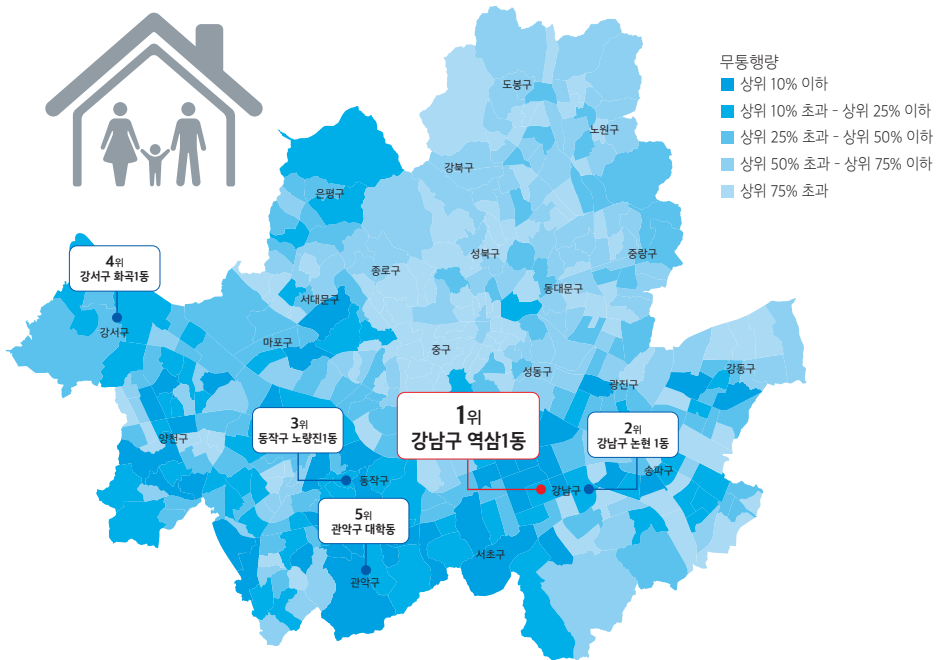 무통행량
상위 10% 이하
상위 10% 초과 - 상위 25% 이하
상위 25% 초과 - 상위 50% 이하
상위 50% 초과 - 상위 75% 이하
상위 75% 초과
도봉구
노원구
강북구
은평구
성북구
중랑구
4위
강서구 화곡1동
종로구
동대문구
서대문구
강서구
마포구
중구
성동구
강동구
광진구
1위
강남구 역삼1동
3위
동작구 노량진1동
2위
강남구 논현 1동
양천구
송파구
동작구
강남구
5위
관악구 대학동
서초구
관악구